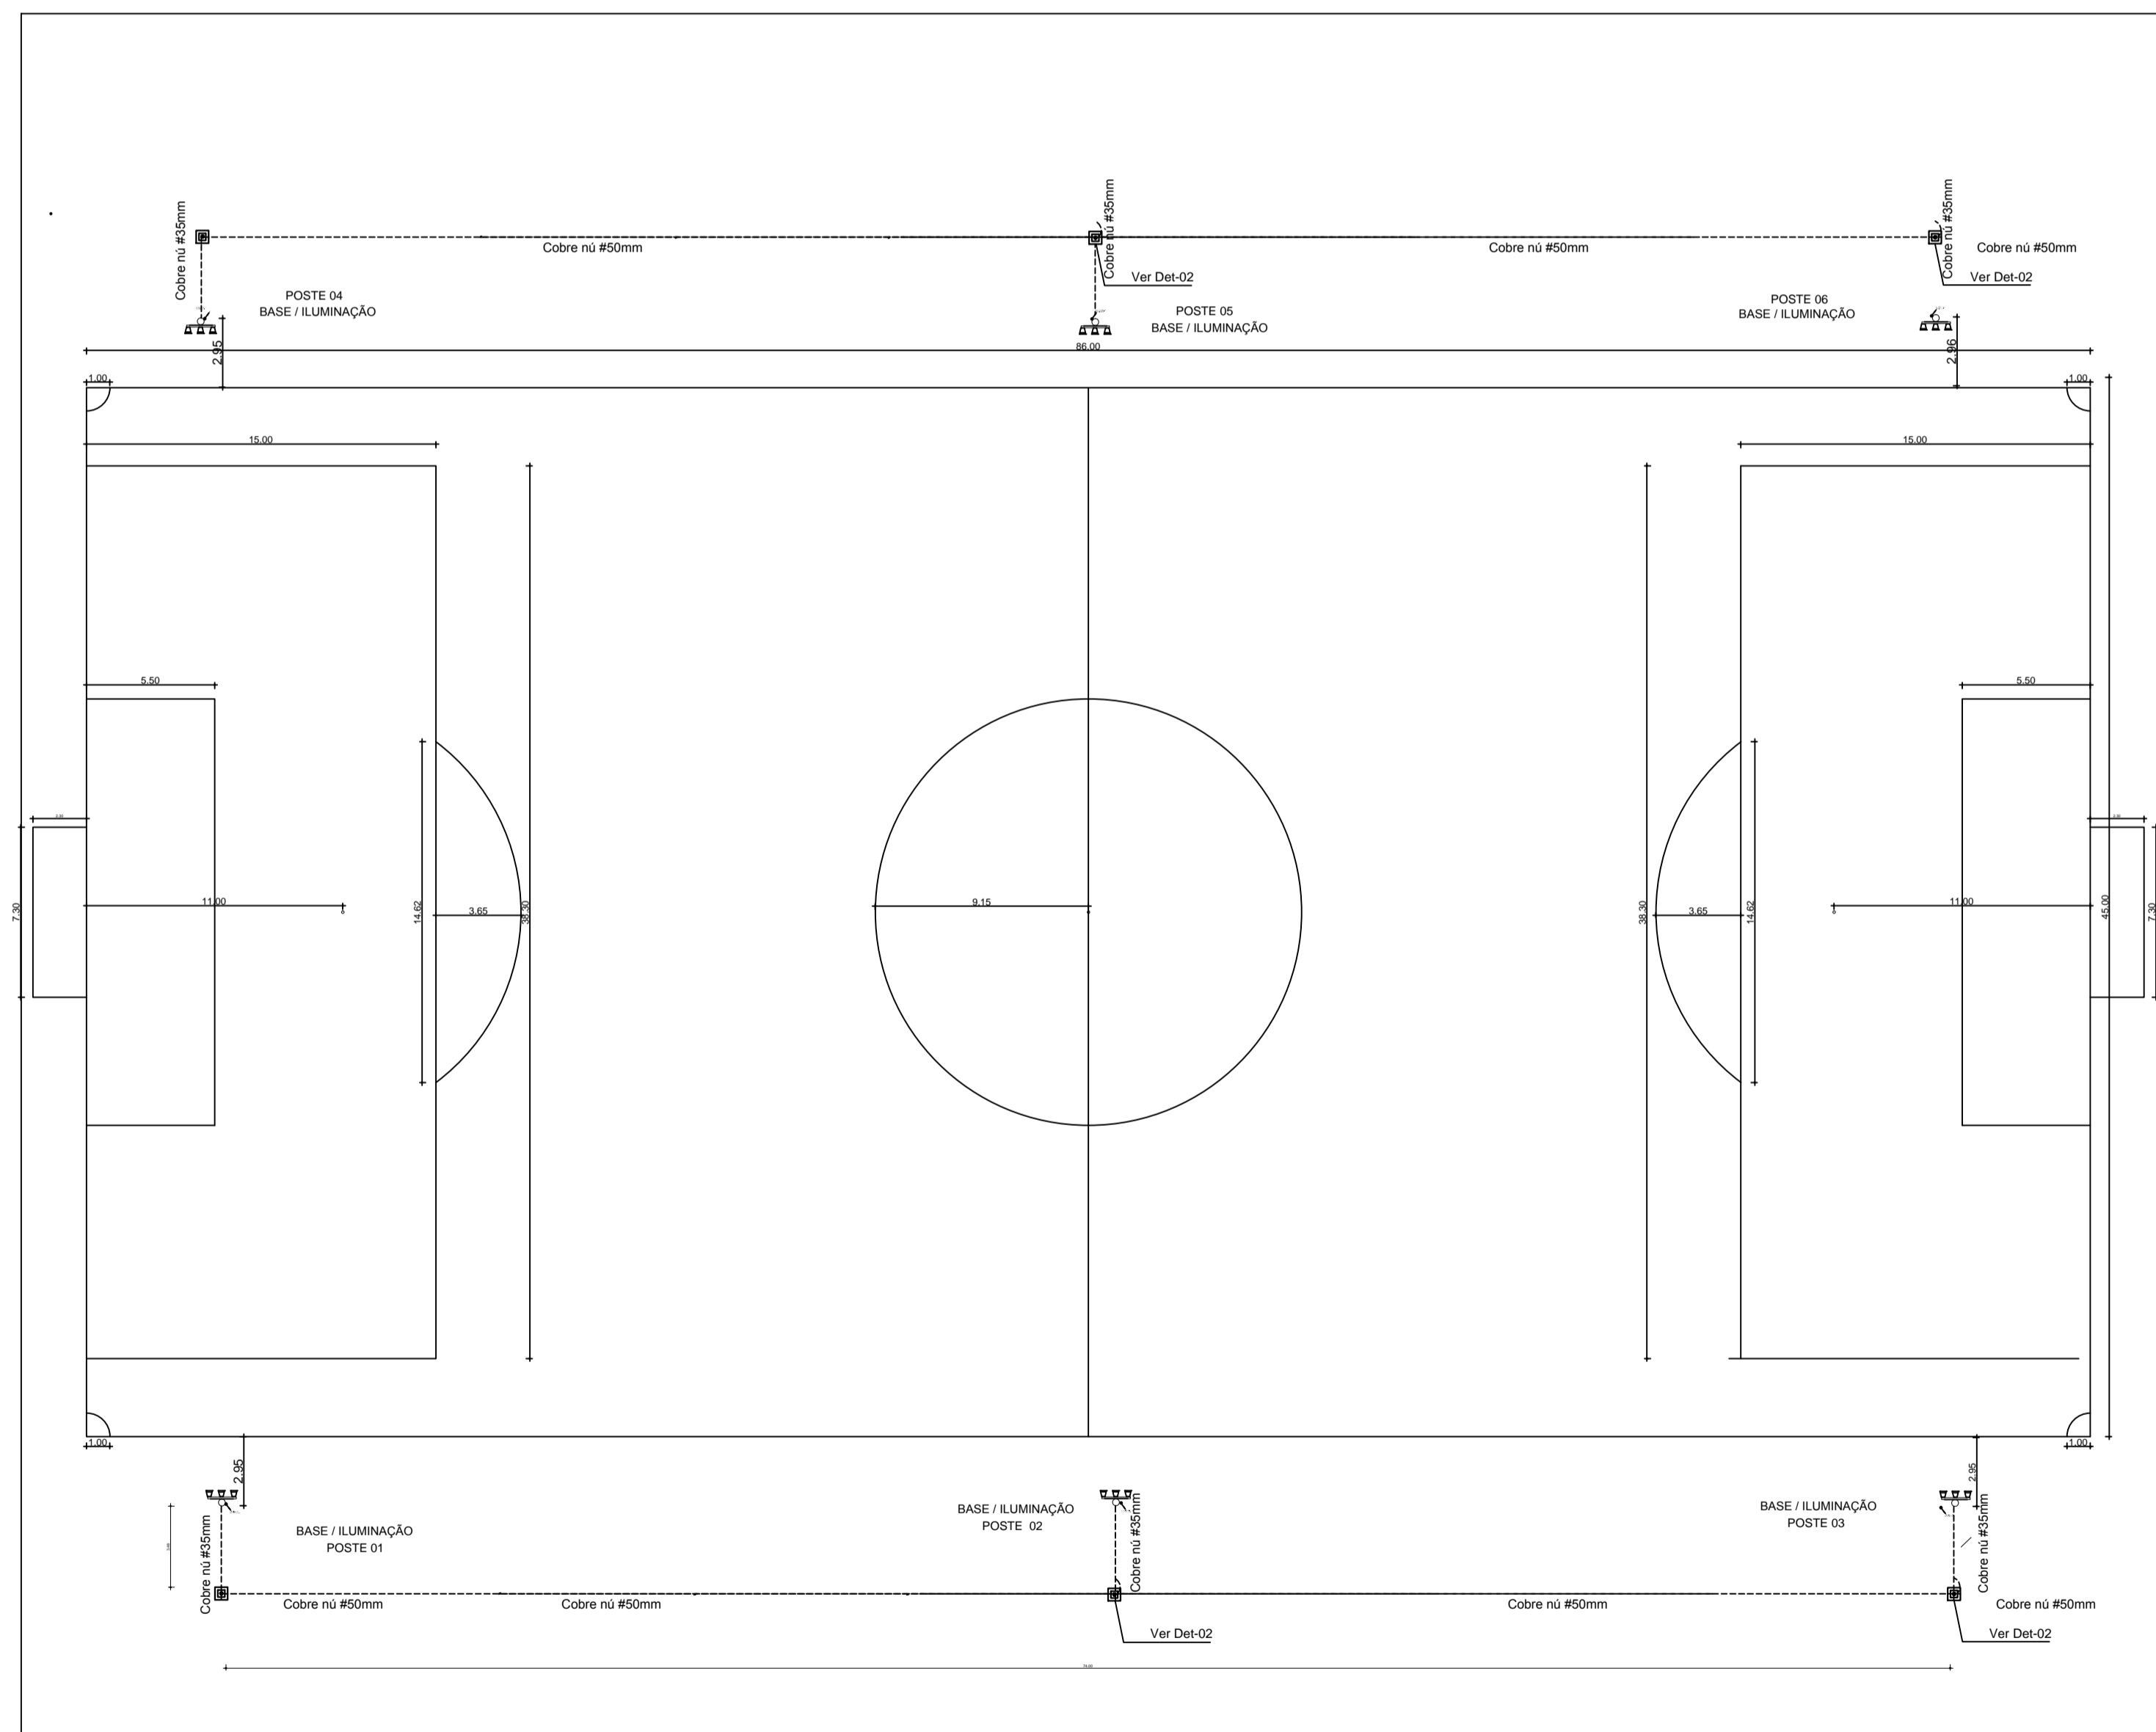 Cobre nú #35mm
Cobre nú #35mm
Cobre nú #35mm
Cobre nú #50mm
Cobre nú #50mm
Cobre nú #50mm
Ver Det-02
Ver Det-02
POSTE 04
BASE / ILUMINAÇÃO
POSTE 05
BASE / ILUMINAÇÃO
POSTE 06
BASE / ILUMINAÇÃO
2.95
86.00
2.96
1.00
1.00
15.00
15.00
5.50
5.50
7.30
11.00
14.62
3.65
38.30
9.15
38.30
3.65
14.62
11.00
45.00
7.30
1.00
1.00
2.95
2.95
BASE / ILUMINAÇÃO
POSTE 01
BASE / ILUMINAÇÃO
POSTE 02
BASE / ILUMINAÇÃO
POSTE 03
Cobre nú #35mm
Cobre nú #35mm
Cobre nú #35mm
Cobre nú #50mm
Cobre nú #50mm
Cobre nú #50mm
Cobre nú #50mm
Ver Det-02
Ver Det-02
74.00